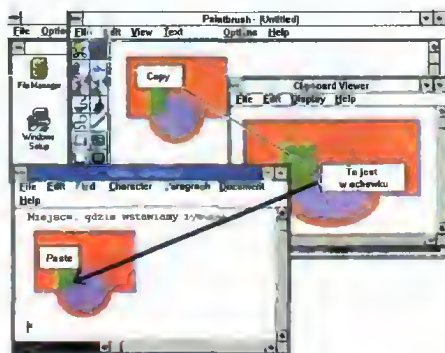 Paintbrush - [Untitled]
File Options
File Edit View Text Options Help
Copy
File Manager
Clipboard Viewer
File Edit Display Help
Windows
Setup
To jest
w schowku
File Edit Find Character Paragraph Document
Help
Miejsce, gdzie wstawiamy
Paste